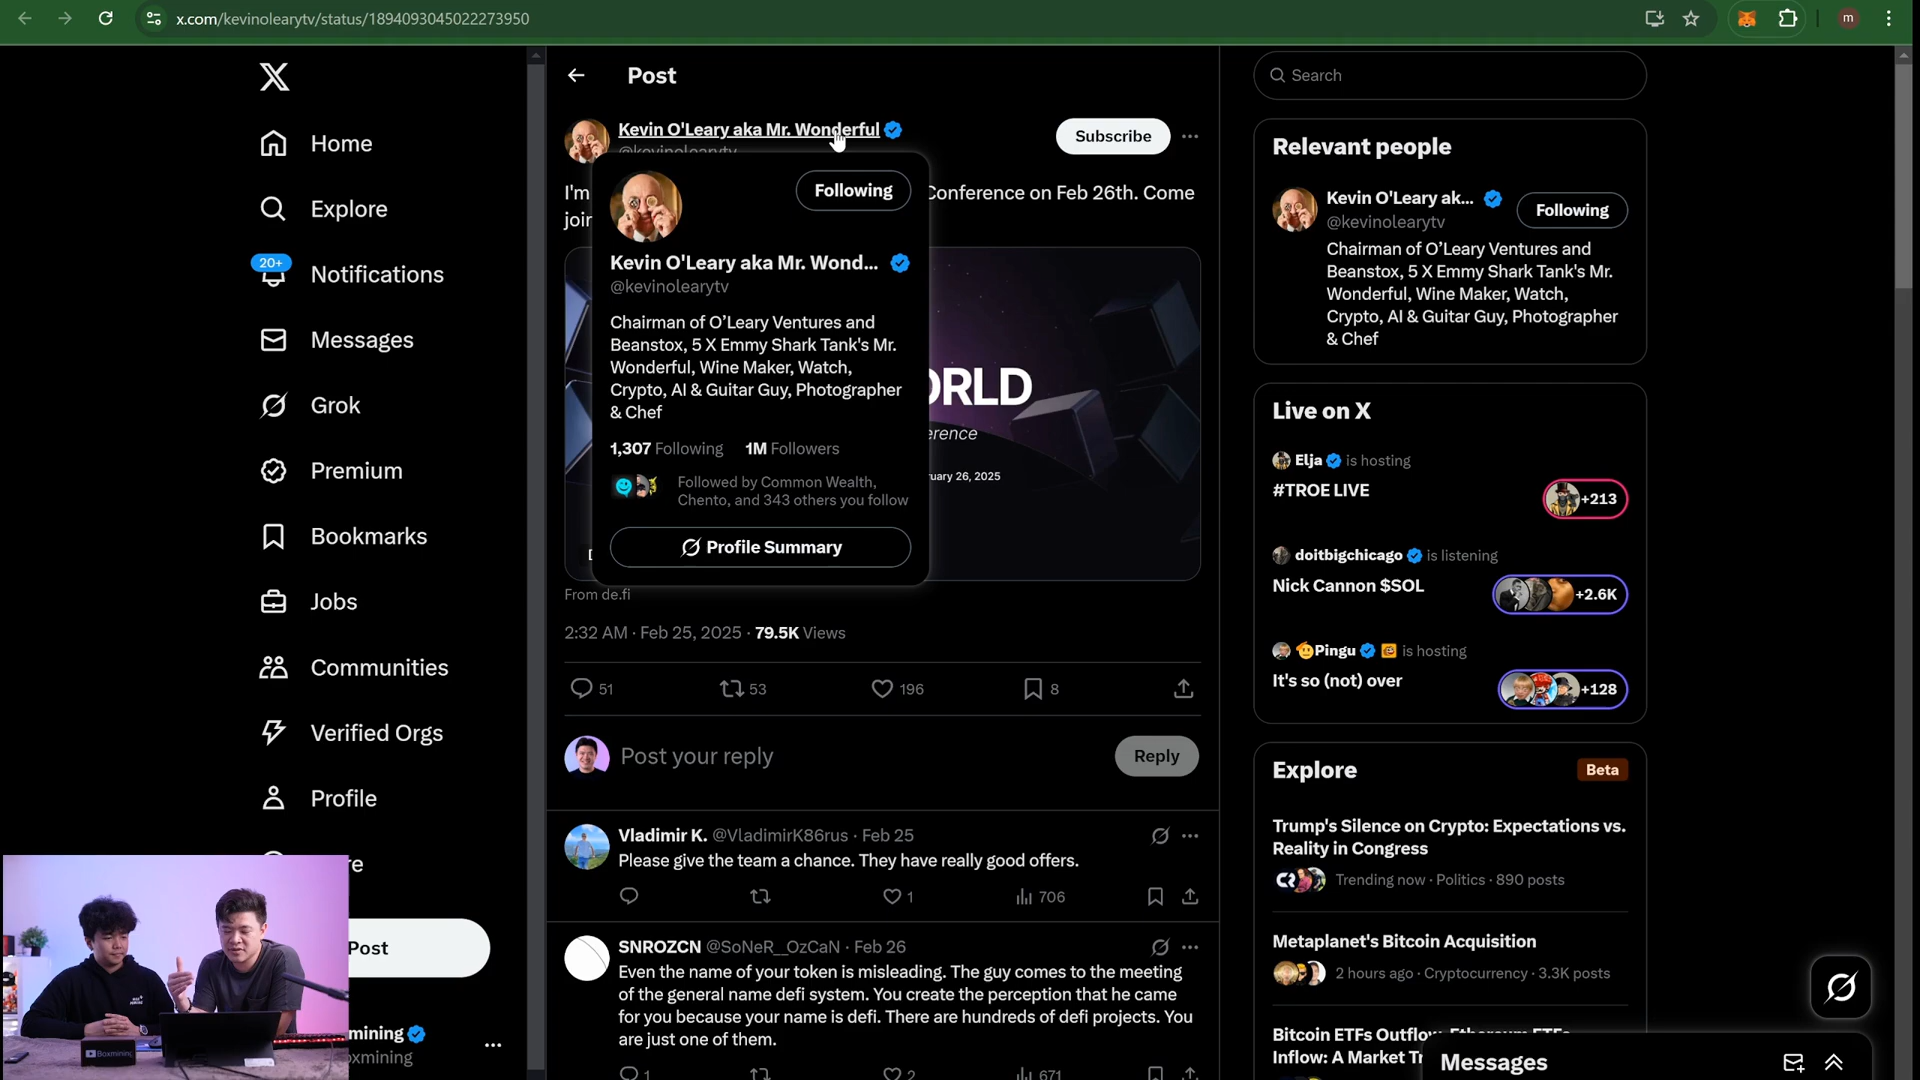 x.com/kevinolearytv/status/1894093045022273950
m
Home
Explore
20+
Notifications
Messages
Grok
Premium
Bookmarks
Jobs
Communities
Verified Orgs
Profile
re
Post
mining
oxmining
Boxmining
Post
Kevin O'Leary aka Mr. Wonderful
@kevinolearytv
Subscribe
I'm
Conference on Feb 26th. Come
join
Following
Kevin O'Leary aka Mr. Wond...
@kevinolearytv
Chairman of O’Leary Ventures and
Beanstox, 5 X Emmy Shark Tank's Mr.
Wonderful, Wine Maker, Watch,
Crypto, AI & Guitar Guy, Photographer
& Chef
1,307 Following 1M Followers
Followed by Common Wealth,
Chento, and 343 others you follow
Profile Summary
ORLD
erence
uary 26, 2025
From de.fi
2:32 AM · Feb 25, 2025 · 79.5K Views
51 53 196 8
Post your reply
Reply
Vladimir K. @VladimirK86rus · Feb 25
Please give the team a chance. They have really good offers.
1 706
SNROZCN @SoNeR__OzCaN · Feb 26
Even the name of your token is misleading. The guy comes to the meeting
of the general name defi system. You create the perception that he came
for you because your name is defi. There are hundreds of defi projects. You
are just one of them.
1 2 671
Search
Relevant people
Kevin O'Leary ak...
@kevinolearytv
Following
Chairman of O’Leary Ventures and
Beanstox, 5 X Emmy Shark Tank's Mr.
Wonderful, Wine Maker, Watch,
Crypto, AI & Guitar Guy, Photographer
& Chef
Live on X
Elja is hosting
#TROE LIVE
+213
doitbigchicago is listening
Nick Cannon $SOL
+2.6K
Pingu is hosting
It's so (not) over
+128
Explore
Beta
Trump's Silence on Crypto: Expectations vs.
Reality in Congress
Trending now · Politics · 890 posts
Metaplanet's Bitcoin Acquisition
2 hours ago · Cryptocurrency · 3.3K posts
Bitcoin ETFs Outflow, Ethereum ETFs
Inflow: A Market Tr
Messages